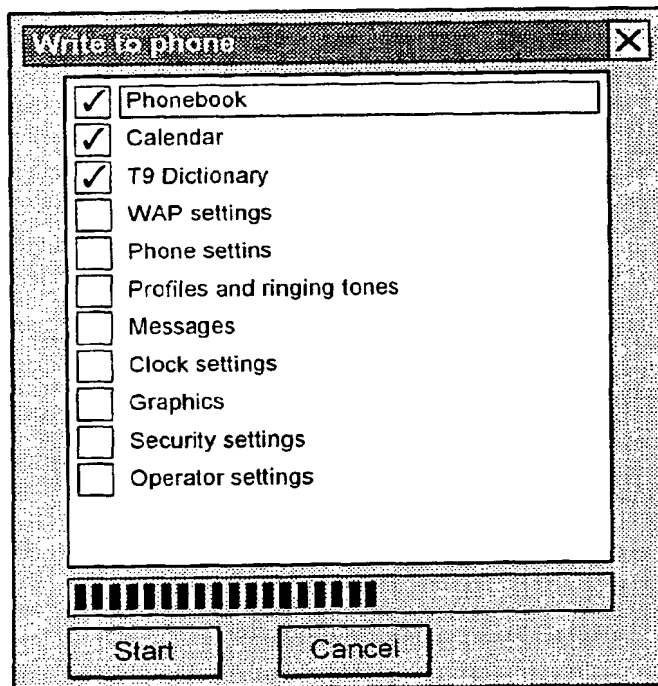 Write to phone
Phonebook
Calendar
T9 Dictionary
WAP settings
Phone settins
Profiles and ringing tones
Messages
Clock settings
Graphics
Security settings
Operator settings
Start
Cancel